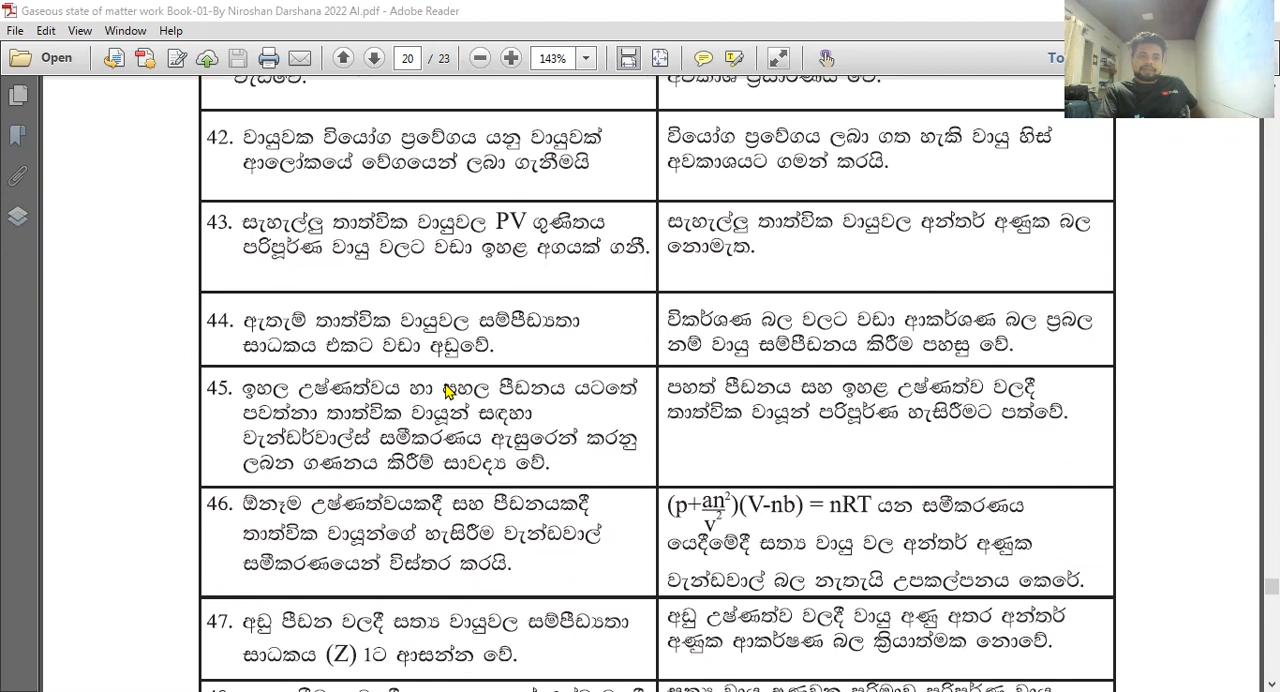 Gaseous state of matter work Book-01-By Niroshan Darshana 2022 Al.pdf - Adobe Reader
File Edit View Window Help
Open 20 / 23 143% To
අවකාශ ප්‍රසාරණය වේ.
42. වායුවක වියෝග ප්‍රවේගය යනු වායුවක්
ආලෝකයේ වේගයෙන් ලබා ගැනීමයි
වියෝග ප්‍රවේගය ලබා ගත හැකි වායු හිස්
අවකාශයට ගමන් කරයි.
43. සැහැල්ලු තාත්වික වායුවල PV ගුණිතය
පරිපූර්ණ වායු වලට වඩා ඉහළ අගයක් ගනී.
සැහැල්ලු තාත්වික වායුවල අන්තර් අණුක බල
නොමැත.
44. ඇතැම් තාත්වික වායුවල සම්පීඩ්‍යතා
සාධකය එකට වඩා අඩුවේ.
විකර්ශණ බල වලට වඩා ආකර්ශණ බල ප්‍රබල
නම් වායු සම්පීඩනය කිරීම පහසු වේ.
45. ඉහල උෂ්ණත්වය හා පහල පීඩනය යටතේ
පවත්නා තාත්වික වායූන් සඳහා
වැන්ඩර්වාල්ස් සමීකරණය ඇසුරෙන් කරනු
ලබන ගණනය කිරීම් සාවද්‍ය වේ.
පහත් පීඩනය සහ ඉහළ උෂ්ණත්ව වලදී
තාත්වික වායූන් පරිපූර්ණ හැසිරීමට පත්වේ.
46. ඕනෑම උෂ්ණත්වයකදී සහ පීඩනයකදී
තාත්වික වායූන්ගේ හැසිරීම වැන්ඩවාල්
සමීකරණයෙන් විස්තර කරයි.
(p+an²/v²)(V-nb) = nRT යන සමීකරණය
යෙදීමේදී සත්‍ය වායු වල අන්තර් අණුක
වැන්ඩවාල් බල නැතැයි උපකල්පනය කෙරේ.
47. අඩු පීඩන වලදී සත්‍ය වායුවල සම්පීඩ්‍යතා
සාධකය (Z) 1ට ආසන්න වේ.
අඩු උෂ්ණත්ව වලදී වායු අණු අතර අන්තර්
අණුක ආකර්ෂණ බල ක්‍රියාත්මක නොවේ.